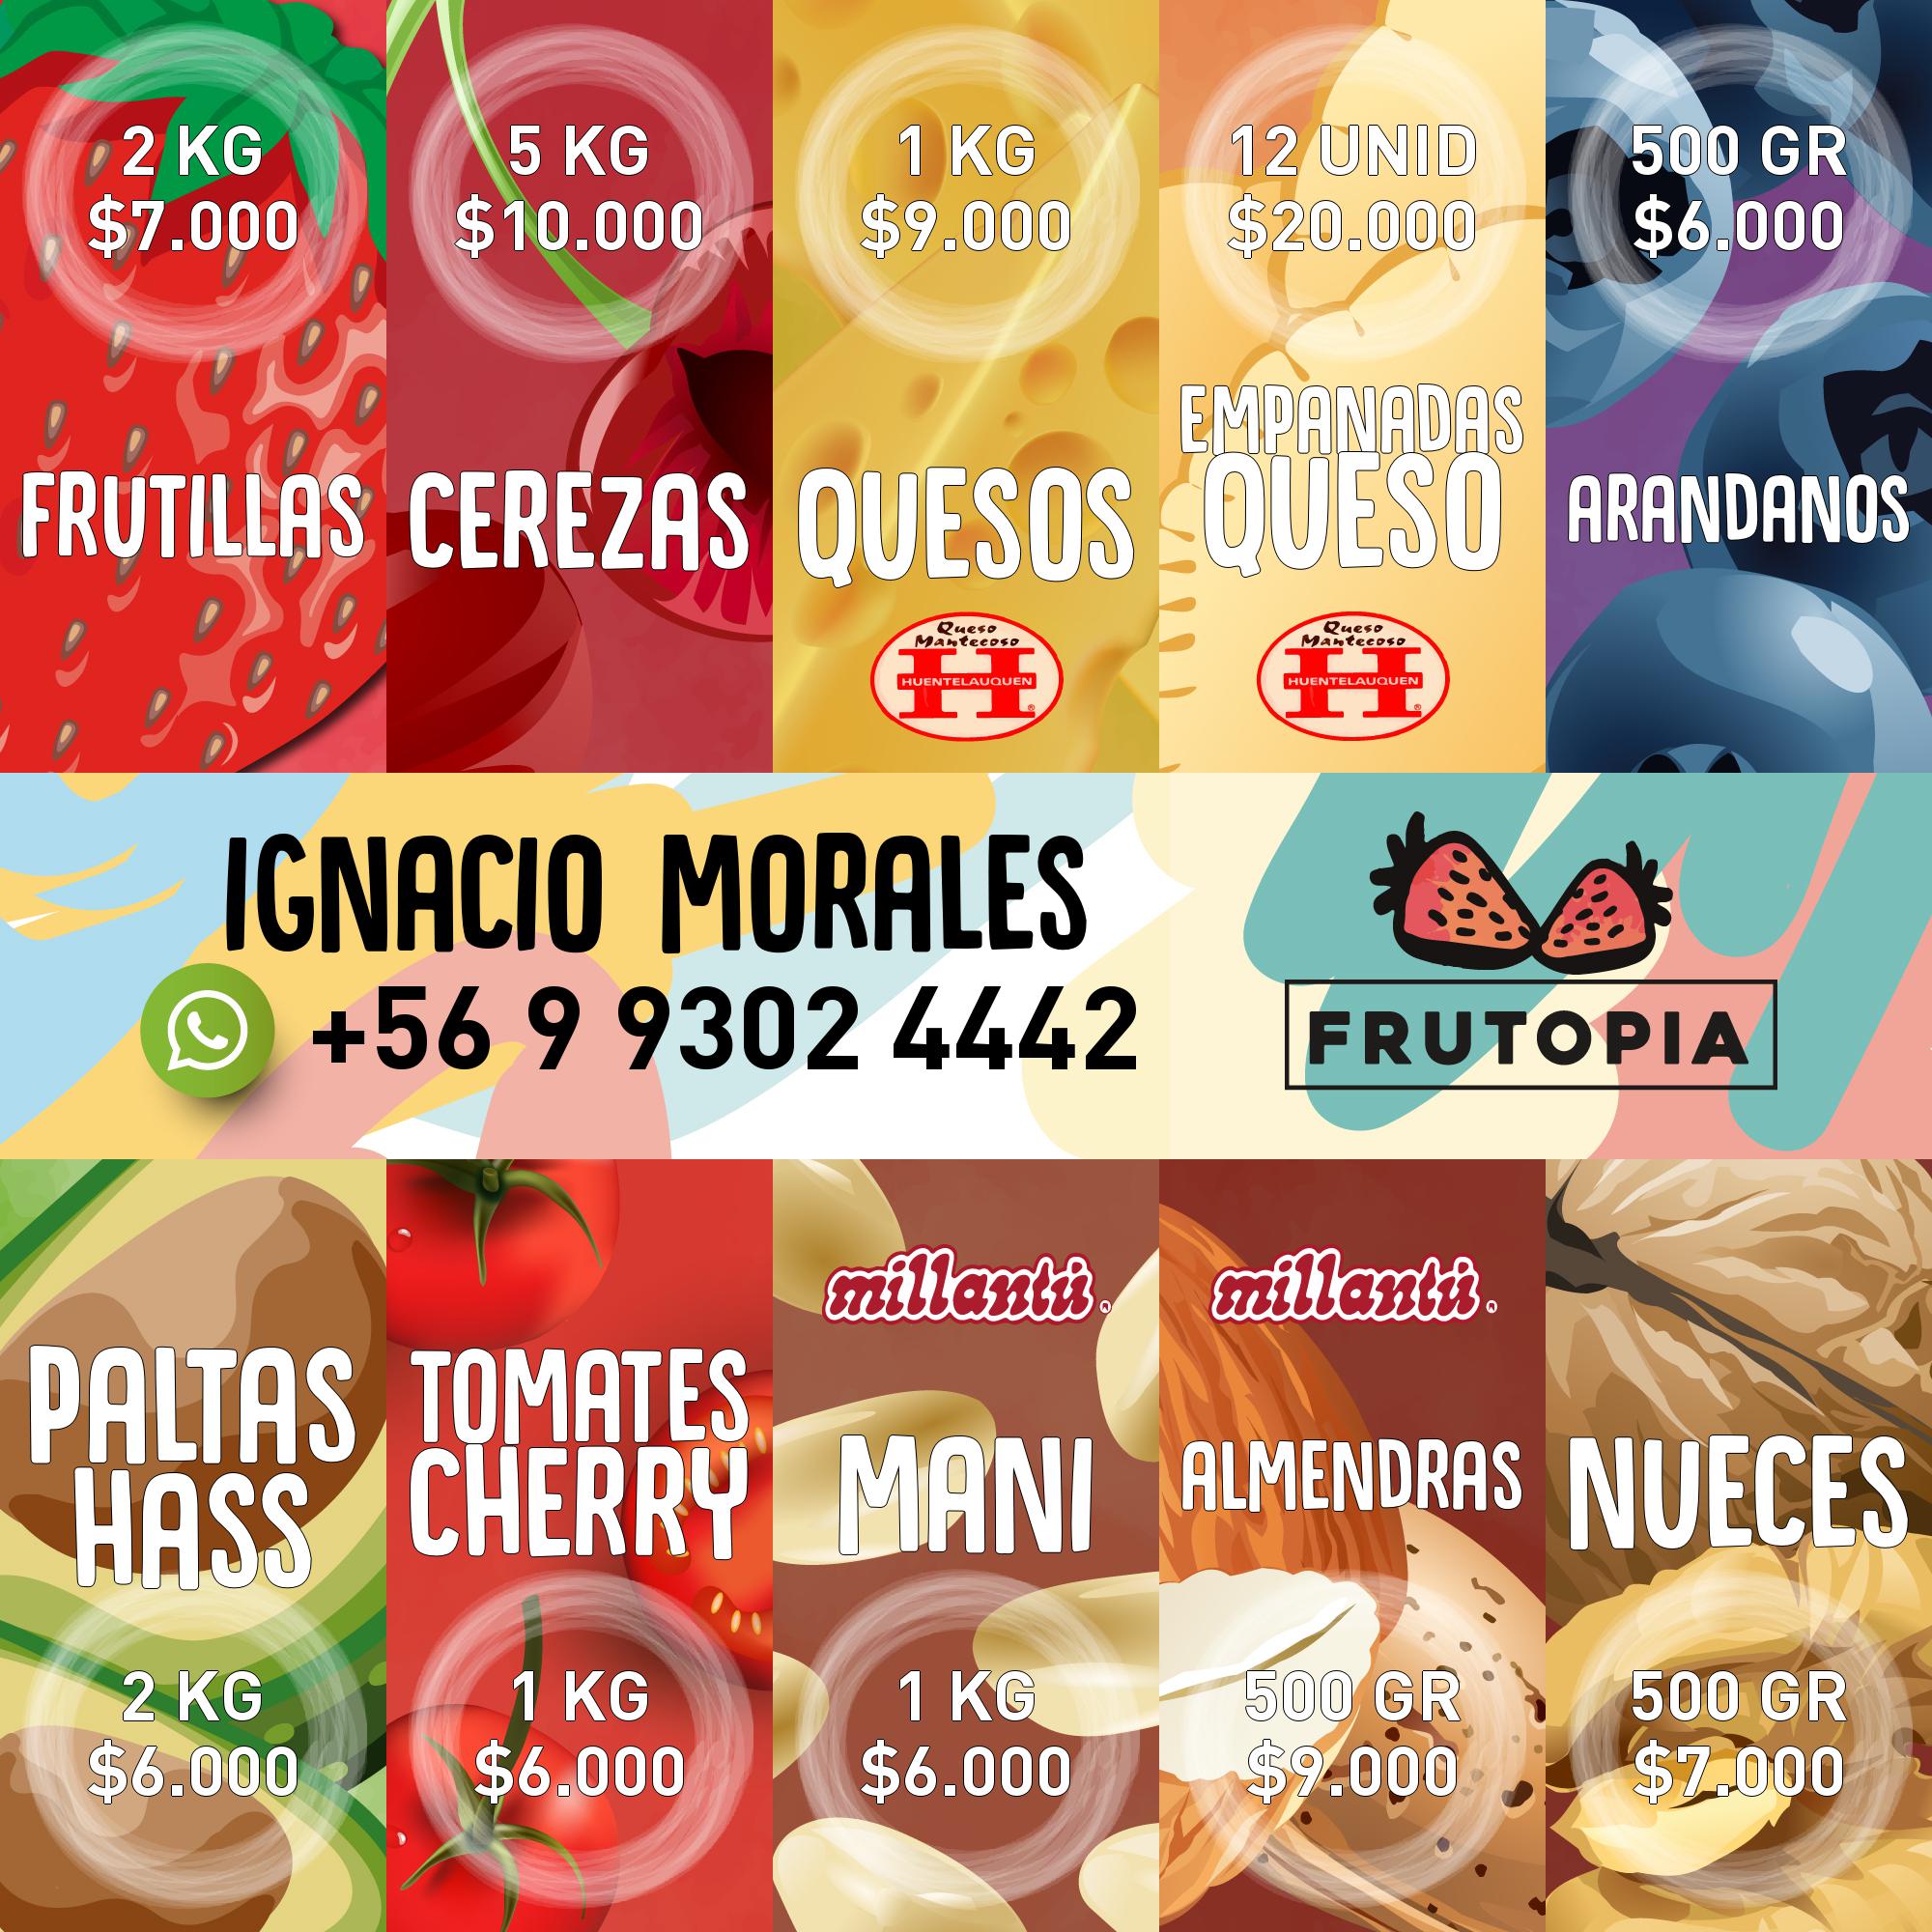 2 KG
$7.000
FRUTILLAS
5 KG
$10.000
CEREZAS
1 KG
$9.000
QUESOS
Queso
Mantecoso
H
HUENTELAUQUEN
®
12 UNID
$20.000
EMPANADAS
QUESO
Queso
Mantecoso
H
HUENTELAUQUEN
®
500 GR
$6.000
ARANDANOS
IGNACIO MORALES
+56 9 9302 4442
FRUTOPIA
PALTAS
HASS
2 KG
$6.000
TOMATES
CHERRY
1 KG
$6.000
millantú®
MANI
1 KG
$6.000
millantú®
ALMENDRAS
500 GR
$9.000
NUECES
500 GR
$7.000